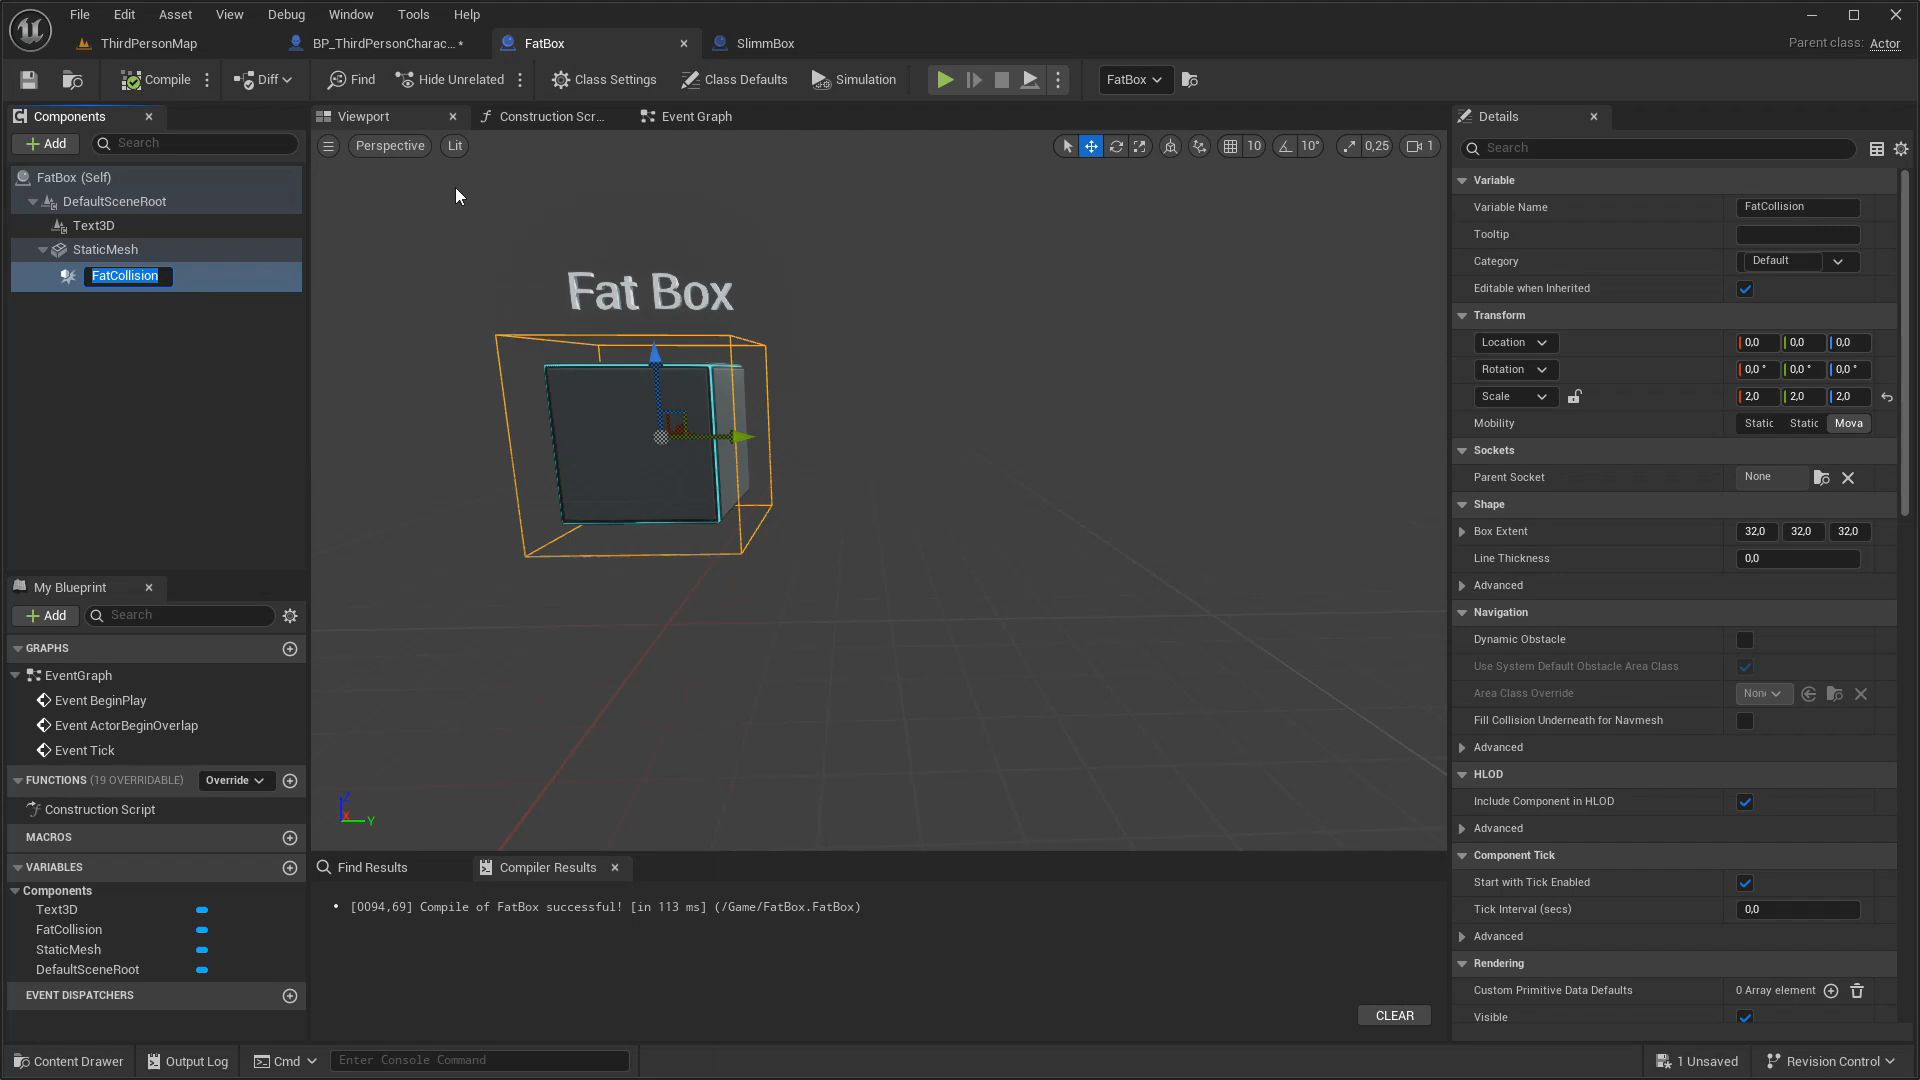 File Edit Asset View Debug Window Tools Help
ThirdPersonMap BP_ThirdPersonCharac...* FatBox SlimmBox Parent class: Actor
Compile Diff Find Hide Unrelated Class Settings Class Defaults Simulation FatBox
Components
Add Search
FatBox (Self)
DefaultSceneRoot
Text3D
StaticMesh
FatCollision
Viewport Construction Scr... Event Graph
Perspective Lit 10 10° 0,25 1
Fat Box
Z
X Y
My Blueprint
Add Search
GRAPHS
EventGraph
Event BeginPlay
Event ActorBeginOverlap
Event Tick
FUNCTIONS (19 OVERRIDABLE) Override
Construction Script
MACROS
VARIABLES
Components
Text3D
FatCollision
StaticMesh
DefaultSceneRoot
EVENT DISPATCHERS
Find Results Compiler Results
• [0094,69] Compile of FatBox successful! [in 113 ms] (/Game/FatBox.FatBox)
CLEAR
Details
Search
Variable
Variable Name FatCollision
Tooltip
Category Default
Editable when Inherited
Transform
Location 0,0 0,0 0,0
Rotation 0,0 ° 0,0 ° 0,0 °
Scale 2,0 2,0 2,0
Mobility Static Static Mova
Sockets
Parent Socket None
Shape
Box Extent 32,0 32,0 32,0
Line Thickness 0,0
Advanced
Navigation
Dynamic Obstacle
Use System Default Obstacle Area Class
Area Class Override None
Fill Collision Underneath for Navmesh
Advanced
HLOD
Include Component in HLOD
Advanced
Component Tick
Start with Tick Enabled
Tick Interval (secs) 0,0
Advanced
Rendering
Custom Primitive Data Defaults 0 Array element
Visible
Content Drawer Output Log Cmd Enter Console Command 1 Unsaved Revision Control